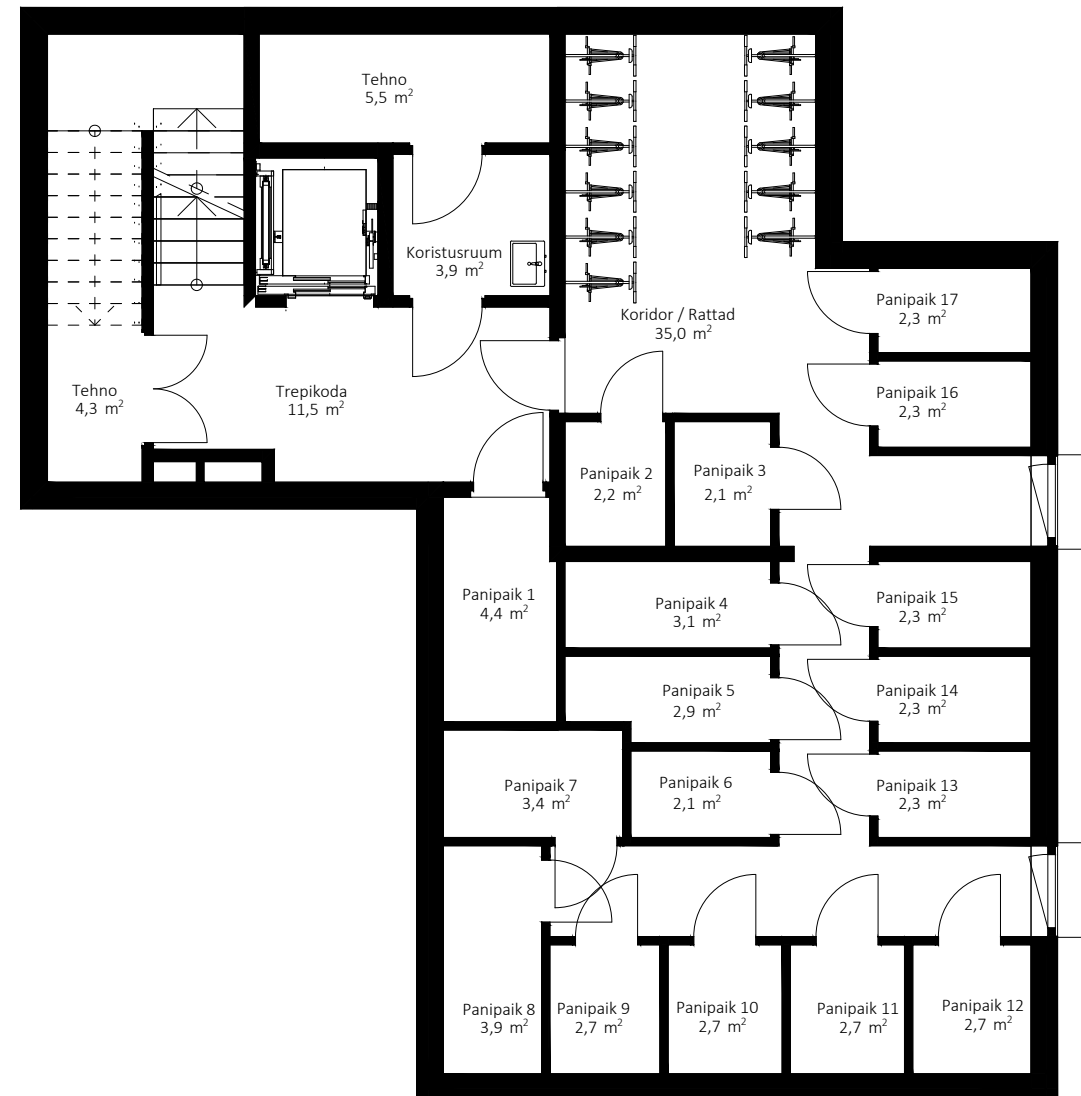 Tehno
5,5 m²
Koristusruum
3,9 m²
Koridor / Rattad
35,0 m²
Panipaik 17
2,3 m²
Tehno
4,3 m²
Trepikoda
11,5 m²
Panipaik 16
2,3 m²
Panipaik 2
2,2 m²
Panipaik 3
2,1 m²
Panipaik 1
4,4 m²
Panipaik 4
3,1 m²
Panipaik 15
2,3 m²
Panipaik 5
2,9 m²
Panipaik 14
2,3 m²
Panipaik 7
3,4 m²
Panipaik 6
2,1 m²
Panipaik 13
2,3 m²
Panipaik 8
3,9 m²
Panipaik 9
2,7 m²
Panipaik 10
2,7 m²
Panipaik 11
2,7 m²
Panipaik 12
2,7 m²